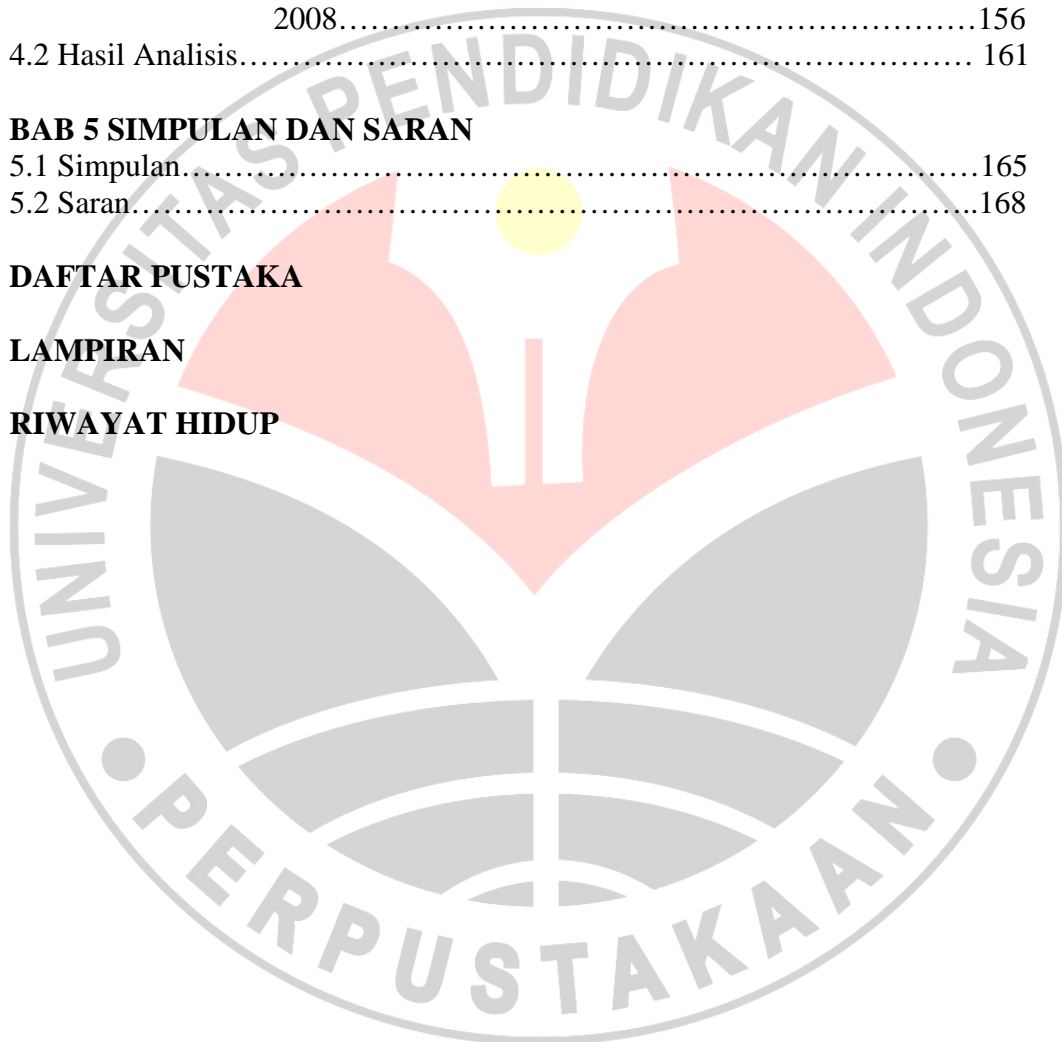 2008……………………………………………………………156
4.2 Hasil Analisis……………………………………………………………… 161
BAB 5 SIMPULAN DAN SARAN
5.1 Simpulan……………………………………………………………………165
5.2 Saran………………………………………………………………………..168
DAFTAR PUSTAKA
LAMPIRAN
RIWAYAT HIDUP
UNIVERSITAS PENDIDIKAN INDONESIA
PERPUSTAKAAN